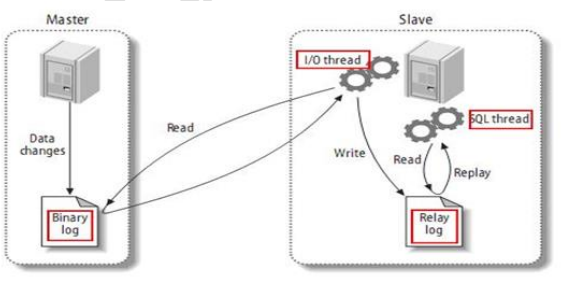 Master
Slave
I/O thread
SQL thread
Data
changes
Read
Write
Read
Replay
Binary
log
Relay
log